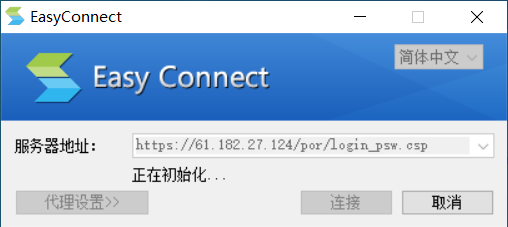 EasyConnect
简体中文
Easy Connect
服务器地址: https://61.182.27.124/por/login_psw.csp
正在初始化...
代理设置>> 连接 取消